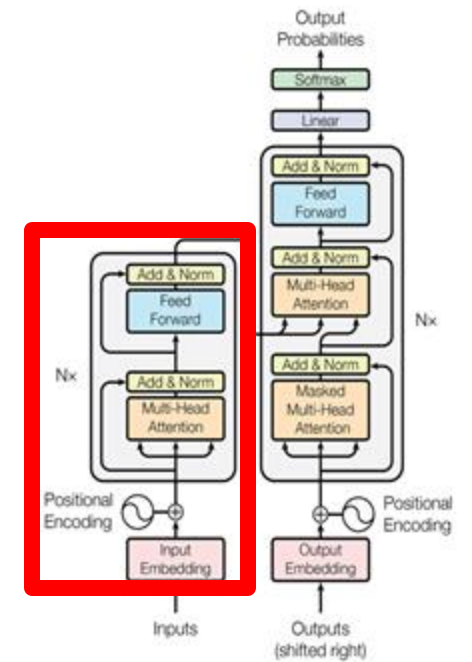 Output
Probabilities
Softmax
Linear
Add & Norm
Feed
Forward
Add & Norm
Multi-Head
Attention
Nx
Add & Norm
Masked
Multi-Head
Attention
Add & Norm
Feed
Forward
Nx
Add & Norm
Multi-Head
Attention
Positional
Encoding
Positional
Encoding
Input
Embedding
Output
Embedding
Inputs
Outputs
(shifted right)